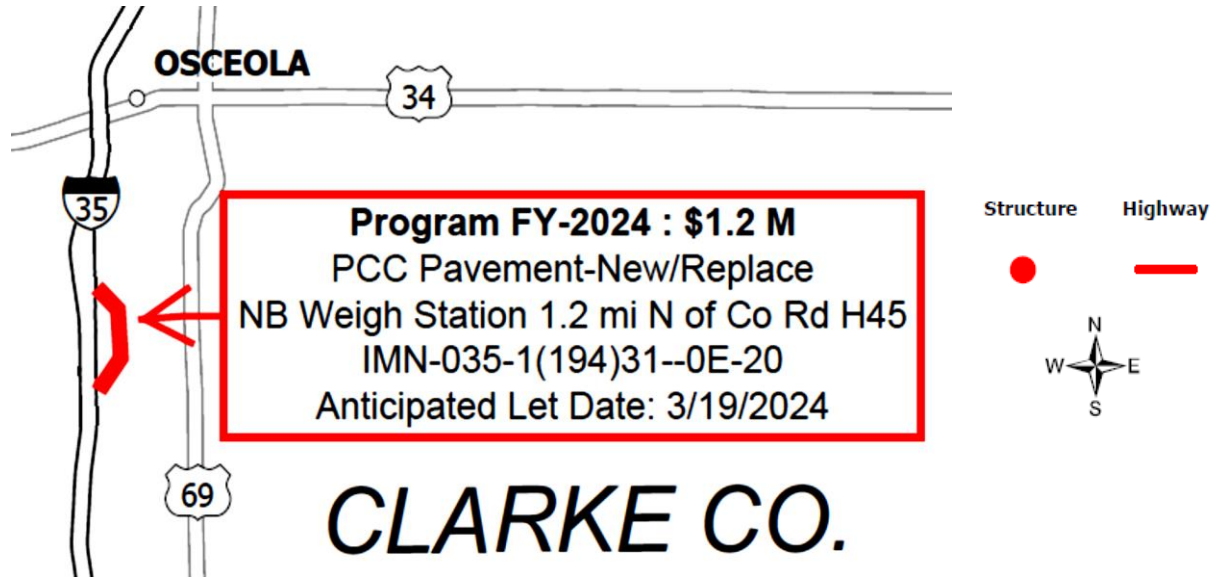 OSCEOLA
34
35
Program FY-2024 : $1.2 M
PCC Pavement-New/Replace
NB Weigh Station 1.2 mi N of Co Rd H45
IMN-035-1(194)31--0E-20
Anticipated Let Date: 3/19/2024
69
CLARKE CO.
Structure Highway
N
W E
S